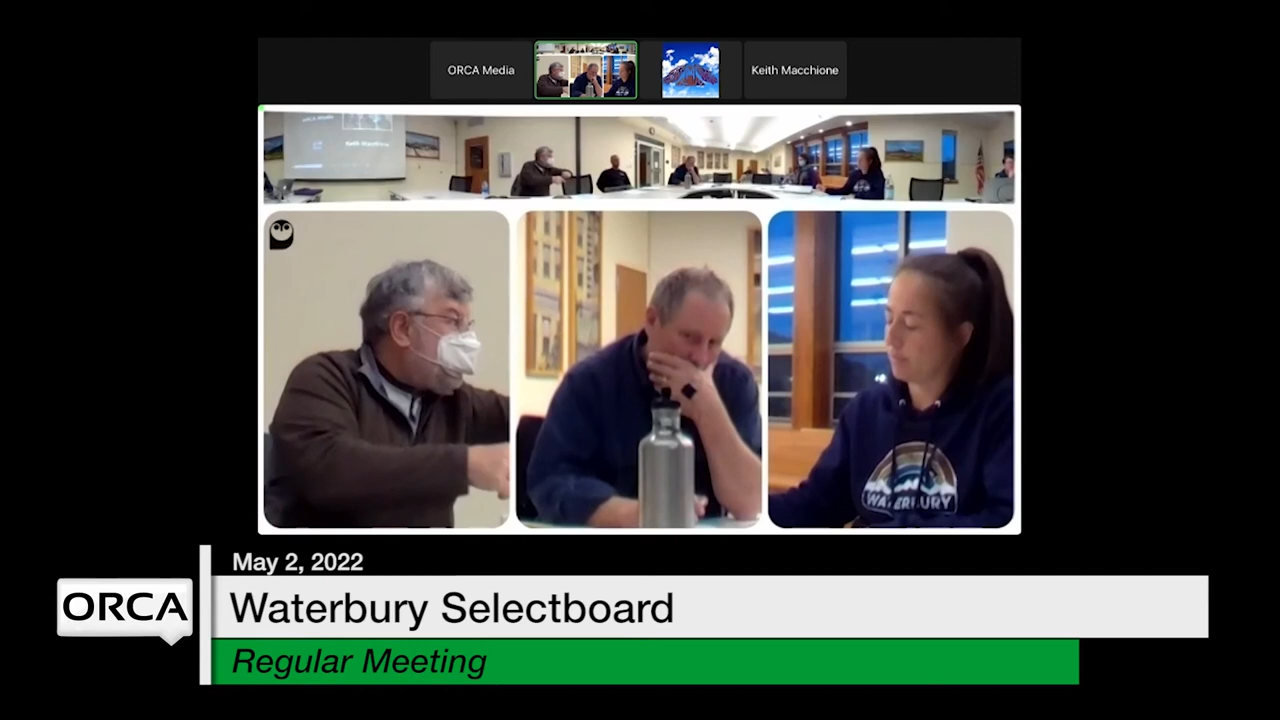 ORCA Media
Keith Macchione
WATERBURY
May 2, 2022
Waterbury Selectboard
ORCA
Regular Meeting